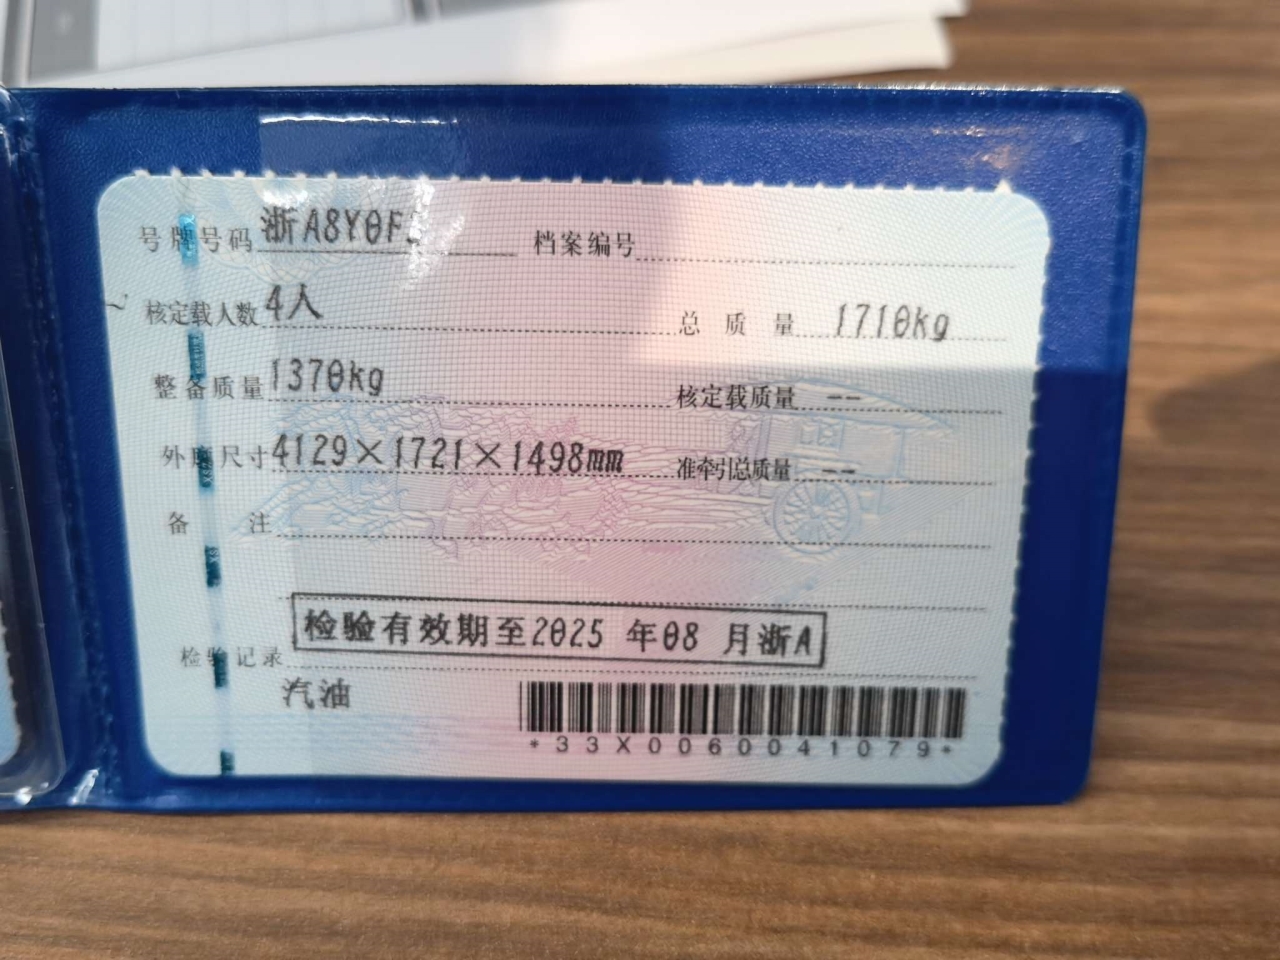 号牌号码 浙A8Y0F 档案编号
核定载人数 4人 总质量 1710kg
整备质量 1370kg 核定载质量 --
外廓尺寸 4129×1721×1498mm 准牵引总质量 --
备注
检验有效期至2025 年08 月浙A
检验记录
汽油
*33X0060041079*